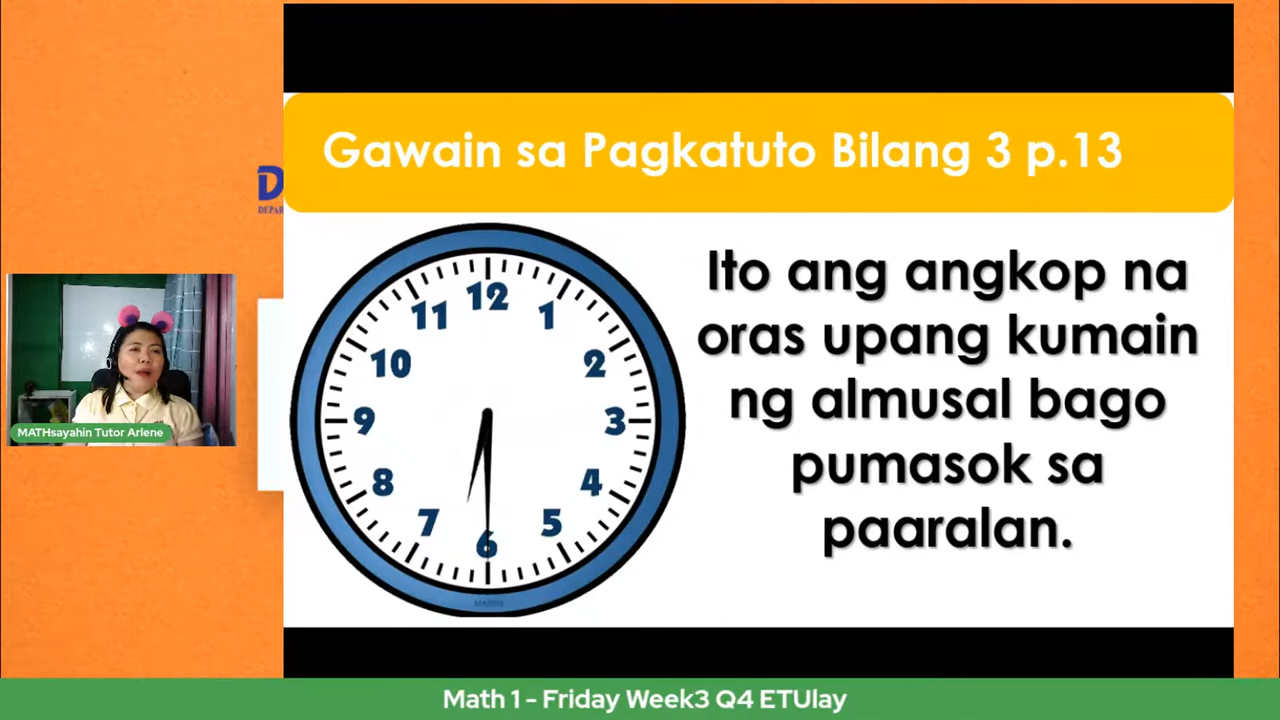 Gawain sa Pagkatuto Bilang 3 p.13
D
DEPAR
11 12 1
10 2
9 3
8 4
7 6 5
Ito ang angkop na
oras upang kumain
ng almusal bago
pumasok sa
paaralan.
MATHsayahin Tutor Arlene
Math 1 - Friday Week3 Q4 ETUlay